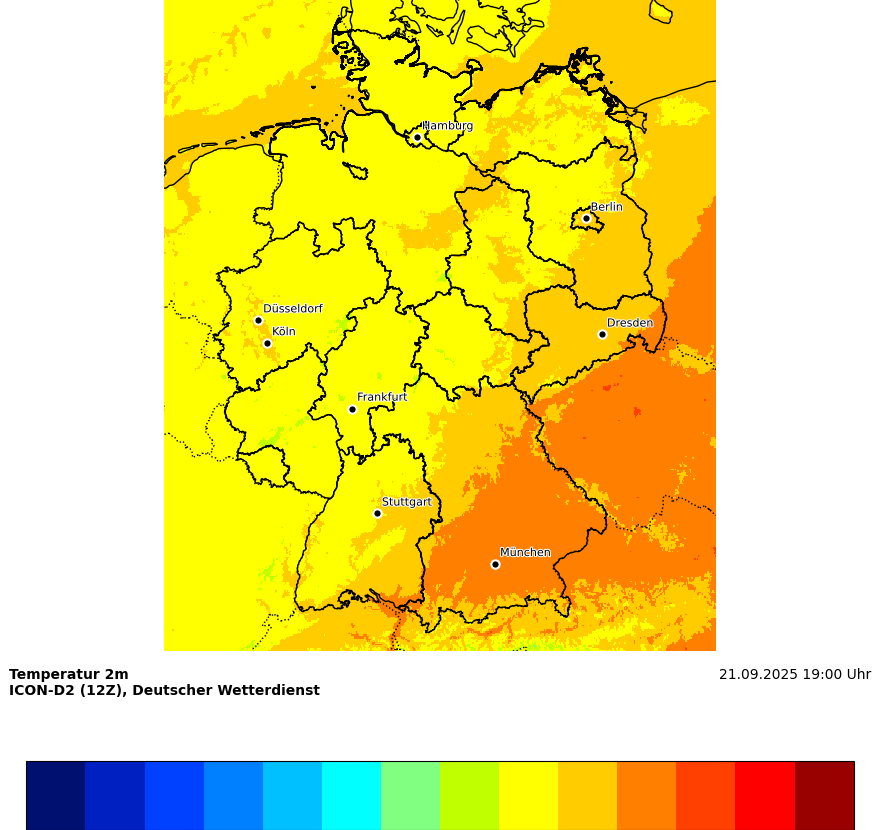 Hamburg
Berlin
Düsseldorf
Köln
Dresden
Frankfurt
Stuttgart
München
Temperatur 2m
21.09.2025 19:00 Uhr
ICON-D2 (12Z), Deutscher Wetterdienst